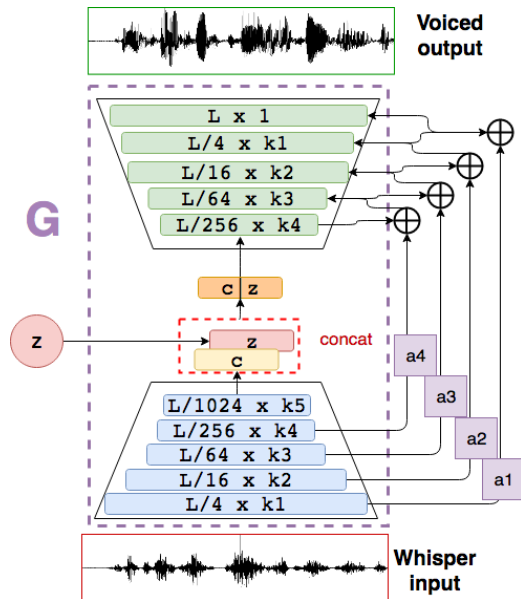 Voiced
output
L x 1
L/4 x k1
L/16 x k2
L/64 x k3
L/256 x k4
G
c z
z
z
concat
c
a4
a3
a2
a1
L/1024 x k5
L/256 x k4
L/64 x k3
L/16 x k2
L/4 x k1
Whisper
input